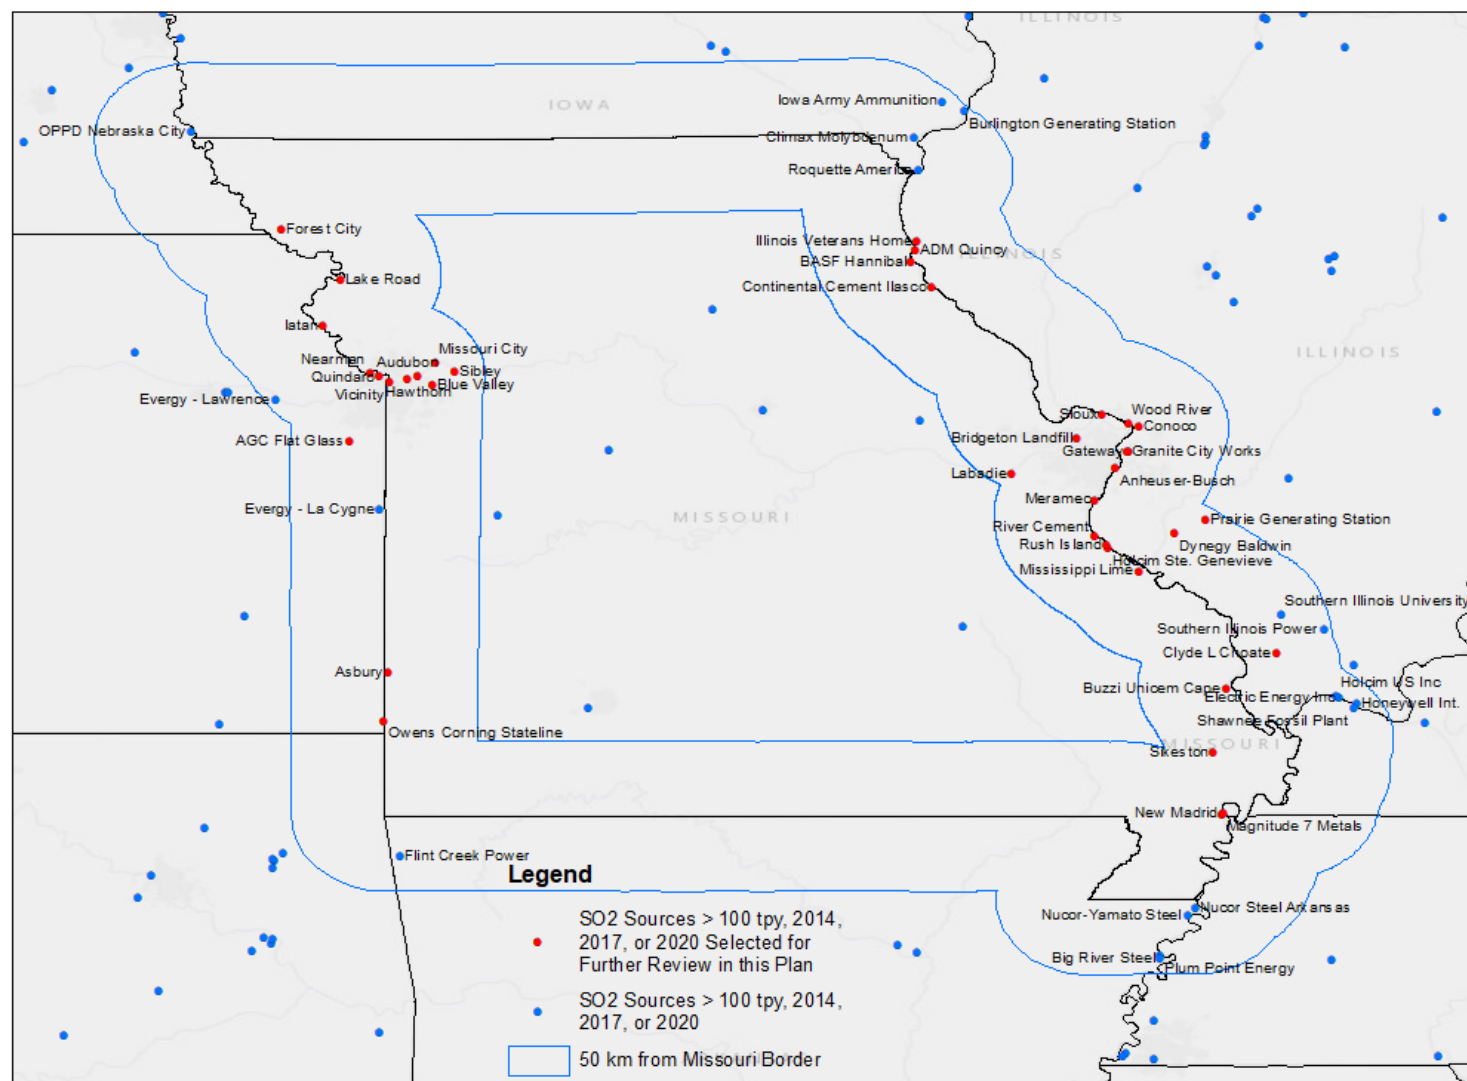 ILLINOIS
IOWA
Iowa Army Ammunition
Burlington Generating Station
OPPD Nebraska City
Climax Molybdenum
Roquette America
Forest City
Illinois Veterans Home
ADM Quincy
ILLINOIS
BASF Hannibal
Lake Road
Continental Cement Ilasco
Iatan
ILLINOIS
Missouri City
Nearman
Audubon
Sibley
Quindaro
Blue Valley
Vicinity
Hawthorn
Evergy - Lawrence
Wood River
Sioux
Conoco
Bridgeton Landfill
AGC Flat Glass
Gateway
Granite City Works
Labadie
Anheuser-Busch
Meramec
Evergy - La Cygne
MISSOURI
Prairie Generating Station
River Cement
Rush Island
Dynegy Baldwin
Holcim Ste. Genevieve
Mississippi Lime
Southern Illinois University
Southern Illinois Power
Clyde L Choate
Asbury
Buzzi Unicem Cape
Holcim US Inc
Electric Energy Inc
Honeywell Int.
Shawnee Fossil Plant
Owens Corning Stateline
MISSOURI
Sikeston
New Madrid
Magnitude 7 Metals
Flint Creek Power
Legend
SO2 Sources > 100 tpy, 2014,
2017, or 2020 Selected for
Further Review in this Plan
SO2 Sources > 100 tpy, 2014,
2017, or 2020
50 km from Missouri Border
Nucor Steel Arkansas
Nucor-Yamato Steel
Big River Steel
Plum Point Energy